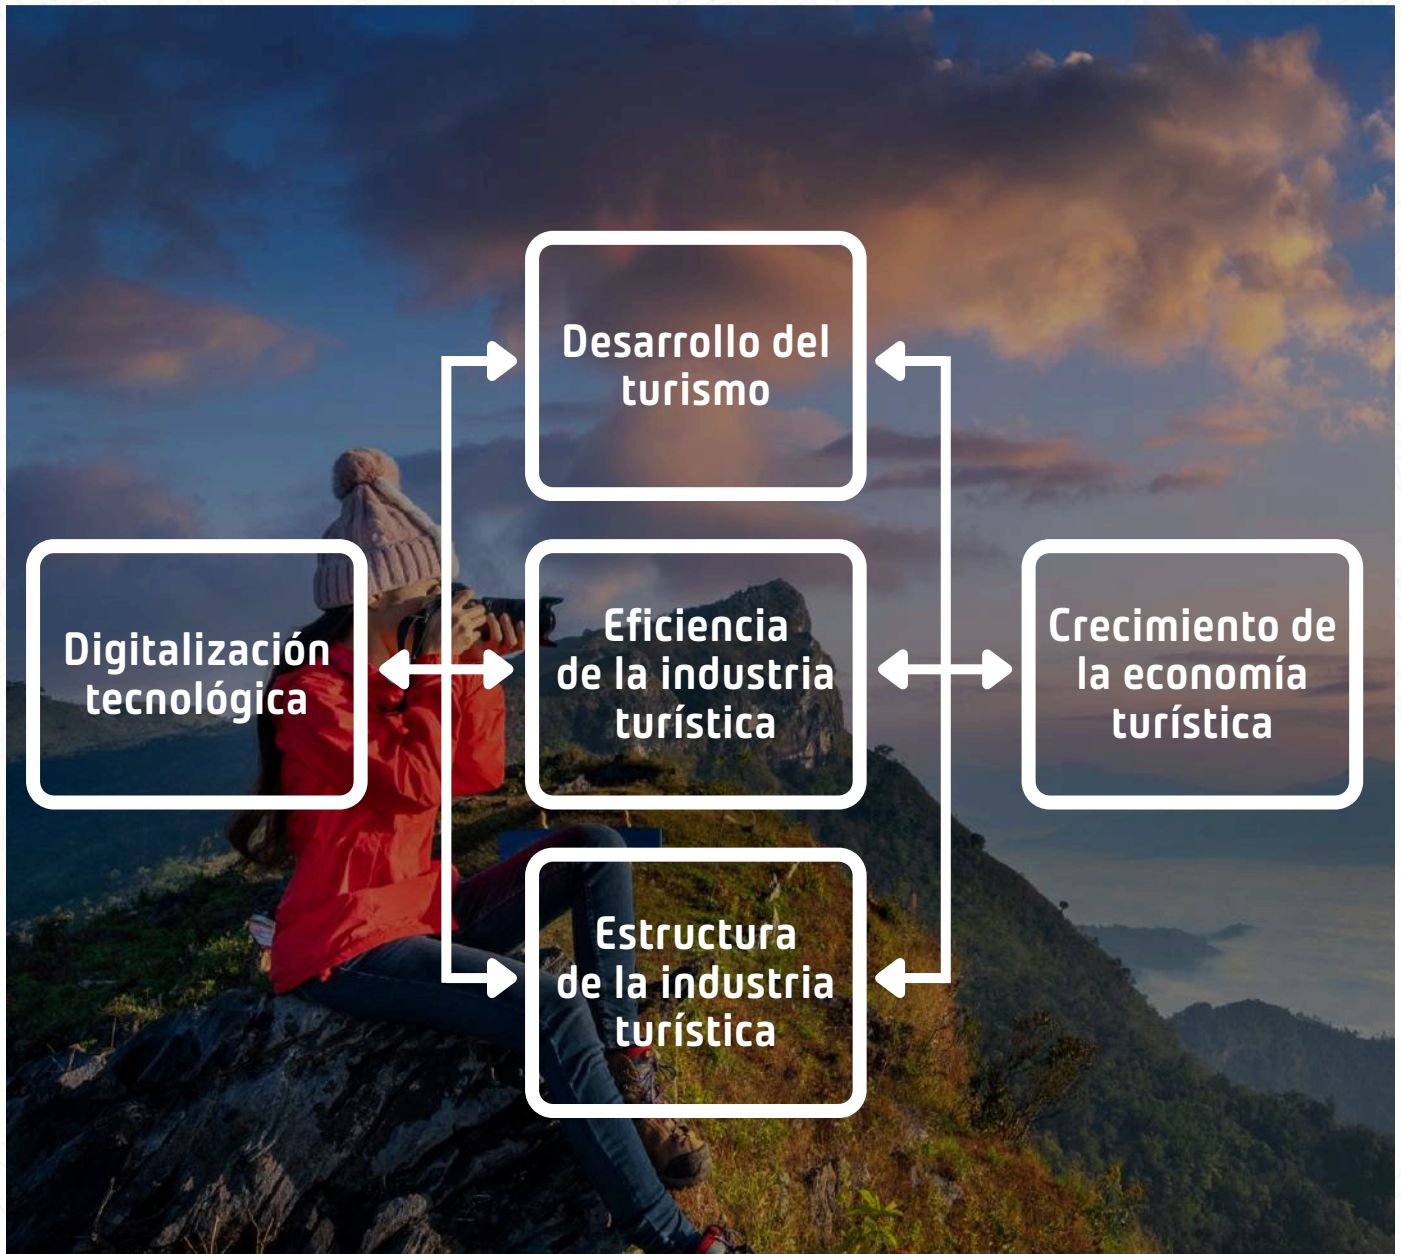 Desarrollo del
turismo
Digitalización
tecnológica
Eficiencia
de la industria
turística
Crecimiento de
la economía
turística
Estructura
de la industria
turística